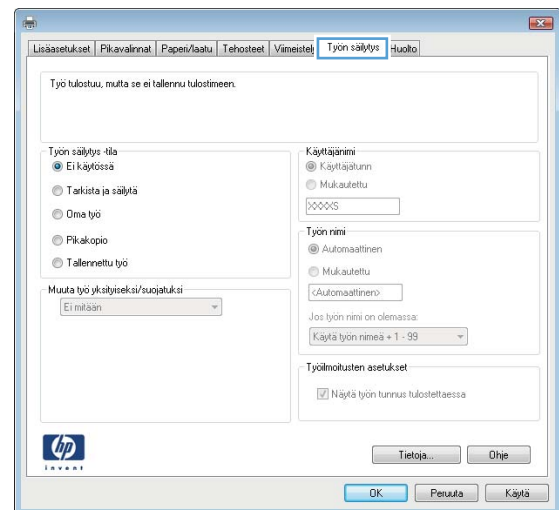 Lisäasetukset Pikavalinnat Paperi/laatu Tehosteet Viimeistely Työn säilytys Huolto
Työ tulostuu, mutta se ei tallennu tulostimeen.
Työn säilytys -tila
Ei käytössä
Tarkista ja säilytä
Oma työ
Pikakopio
Tallennettu työ
Muuta työ yksityiseksi/suojatuksi
Ei mitään
Käyttäjänimi
Käyttäjätunn
Mukautettu
XXXXS
Työn nimi
Automaattinen
Mukautettu
<Automaattinen>
Jos työn nimi on olemassa:
Käytä työn nimeä + 1 - 99
Työilmoitusten asetukset
Näytä työn tunnus tulostettaessa
hp
invent
Tietoja... Ohje
OK Peruuta Käytä